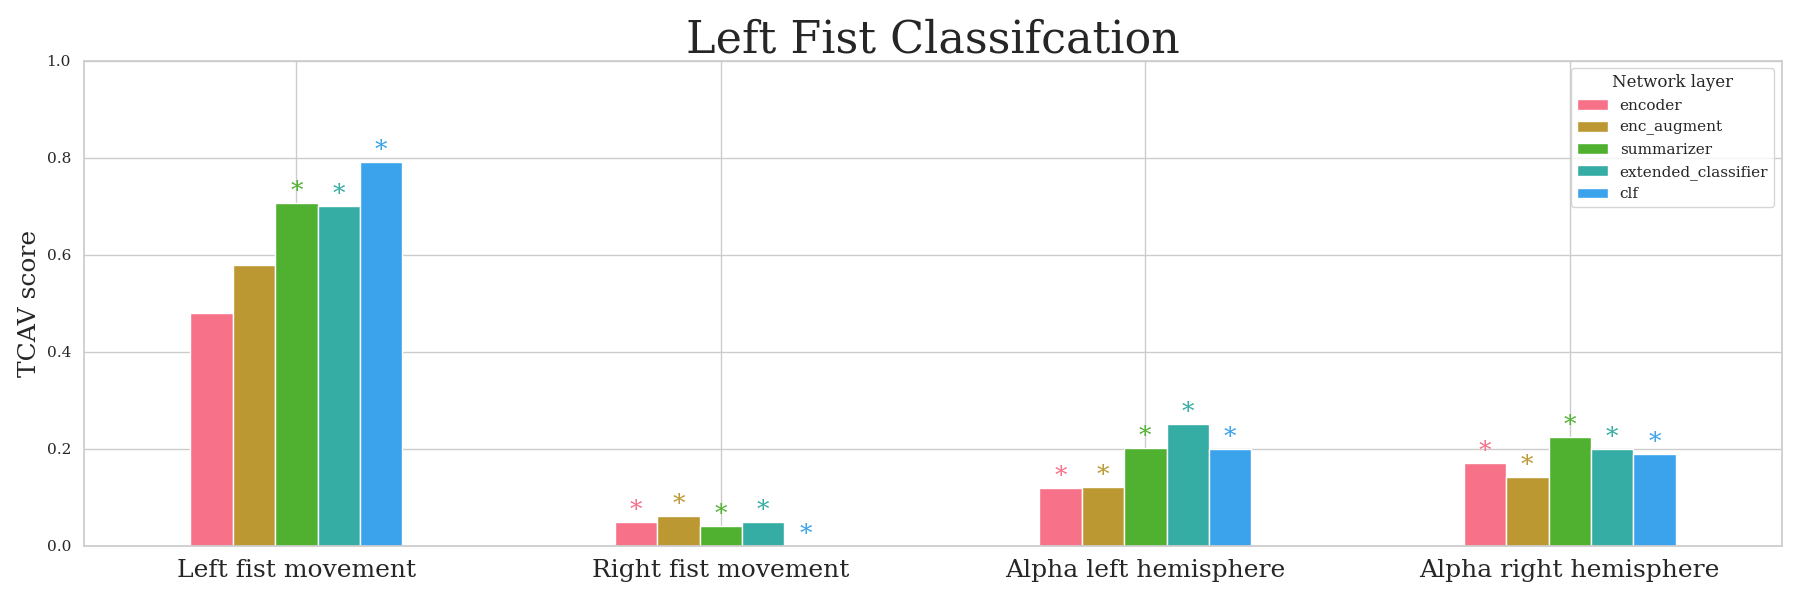 Left Fist Classifcation
TCAV score
1.0
0.8
0.6
0.4
0.2
0.0
* * *
* * * * *
* * * * *
* * * * *
Left fist movement
Right fist movement
Alpha left hemisphere
Alpha right hemisphere
Network layer
encoder
enc_augment
summarizer
extended_classifier
clf